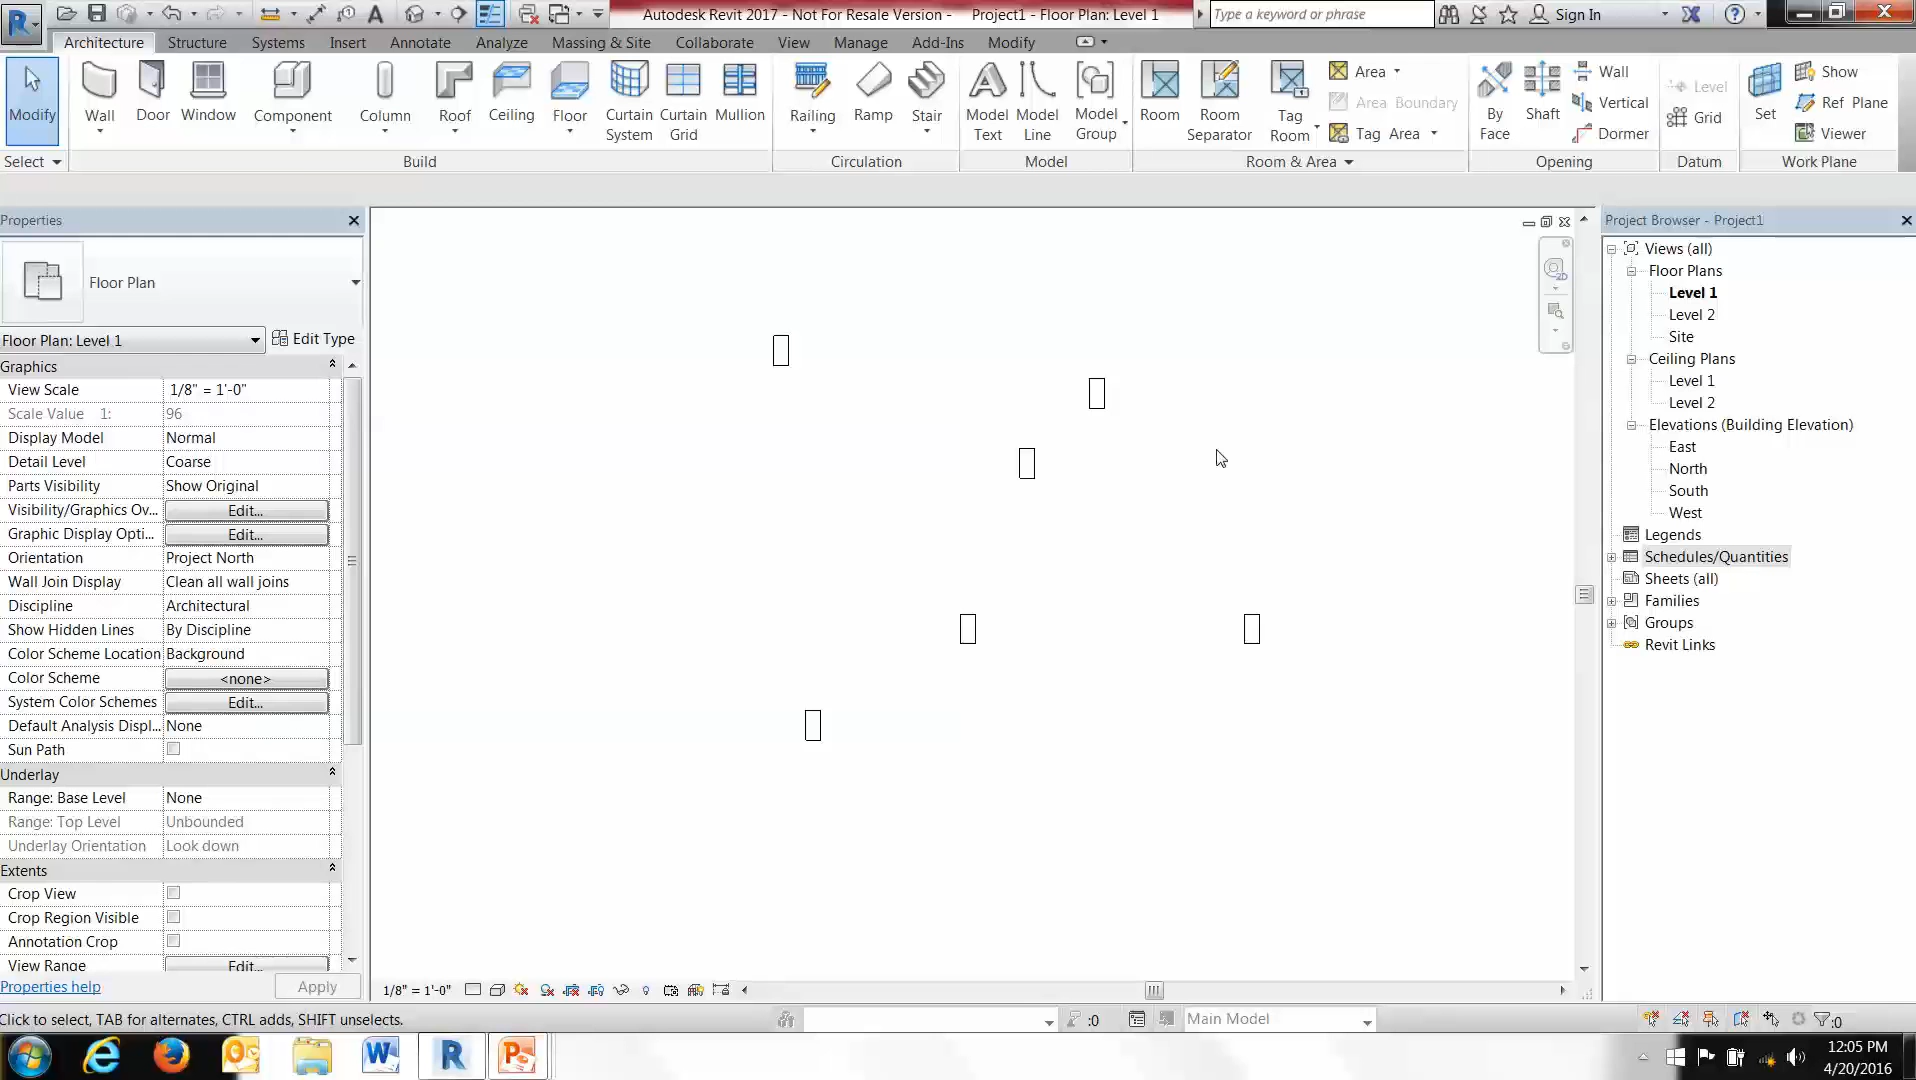 Autodesk Revit 2017 - Not For Resale Version - Project1 - Floor Plan: Level 1
Type a keyword or phrase
Sign In
Architecture Structure Systems Insert Annotate Analyze Massing & Site Collaborate View Manage Add-Ins Modify
Modify
Wall
Door
Window
Component
Column
Roof
Ceiling
Floor
Curtain System
Curtain Grid
Mullion
Railing
Ramp
Stair
Model Text
Model Line
Model Group
Room
Room Separator
Tag Room
Area
Area Boundary
Tag Area
By Face
Shaft
Wall
Vertical
Dormer
Level
Grid
Set
Show
Ref Plane
Viewer
Select Build Circulation Model Room & Area Opening Datum Work Plane
Properties
Floor Plan
Floor Plan: Level 1 Edit Type
Graphics
View Scale 1/8" = 1'-0"
Scale Value 1: 96
Display Model Normal
Detail Level Coarse
Parts Visibility Show Original
Visibility/Graphics Ov... Edit...
Graphic Display Opti... Edit...
Orientation Project North
Wall Join Display Clean all wall joins
Discipline Architectural
Show Hidden Lines By Discipline
Color Scheme Location Background
Color Scheme <none>
System Color Schemes Edit...
Default Analysis Displ... None
Sun Path
Underlay
Range: Base Level None
Range: Top Level Unbounded
Underlay Orientation Look down
Extents
Crop View
Crop Region Visible
Annotation Crop
View Range Edit...
Properties help Apply
1/8" = 1'-0"
2D
Project Browser - Project1
Views (all)
Floor Plans
Level 1
Level 2
Site
Ceiling Plans
Level 1
Level 2
Elevations (Building Elevation)
East
North
South
West
Legends
Schedules/Quantities
Sheets (all)
Families
Groups
Revit Links
Click to select, TAB for alternates, CTRL adds, SHIFT unselects.
:0
Main Model
:0
12:05 PM
4/20/2016